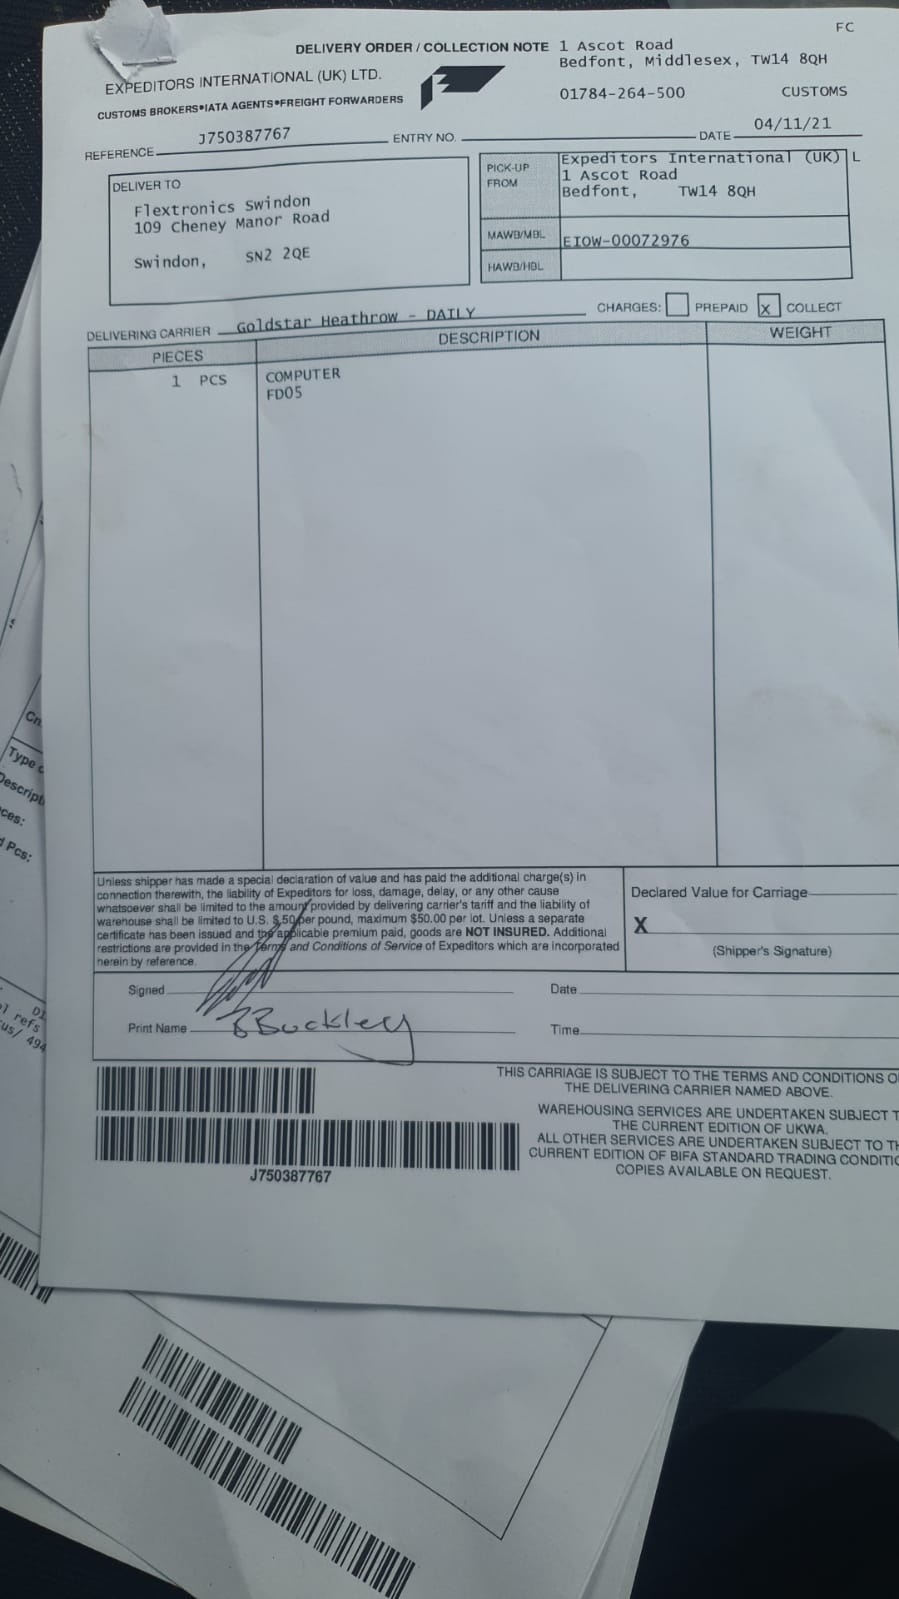 FC
DELIVERY ORDER / COLLECTION NOTE 1 Ascot Road
Bedfont, Middlesex, TW14 8QH
EXPEDITORS INTERNATIONAL (UK) LTD.
CUSTOMS BROKERS•IATA AGENTS•FREIGHT FORWARDERS
01784-264-500 CUSTOMS
REFERENCE J750387767 ENTRY NO. DATE 04/11/21
DELIVER TO
Flextronics Swindon
109 Cheney Manor Road
Swindon, SN2 2QE
PICK-UP FROM
Expeditors International (UK) L
1 Ascot Road
Bedfont, TW14 8QH
MAWB/MBL EIOW-00072976
HAWB/HBL
DELIVERING CARRIER Goldstar Heathrow - DAILY
CHARGES: PREPAID X COLLECT
PIECES DESCRIPTION WEIGHT
1 PCS COMPUTER
FD05
Unless shipper has made a special declaration of value and has paid the additional charge(s) in
connection therewith, the liability of Expeditors for loss, damage, delay, or any other cause
whatsoever shall be limited to the amount provided by delivering carrier's tariff and the liability of
warehouse shall be limited to U.S. $.50 per pound, maximum $50.00 per lot. Unless a separate
certificate has been issued and the applicable premium paid, goods are NOT INSURED. Additional
restrictions are provided in the Terms and Conditions of Service of Expeditors which are incorporated
herein by reference.
Declared Value for Carriage
X
(Shipper's Signature)
Signed Date
Print Name B Buckley Time
THIS CARRIAGE IS SUBJECT TO THE TERMS AND CONDITIONS O
THE DELIVERING CARRIER NAMED ABOVE.
WAREHOUSING SERVICES ARE UNDERTAKEN SUBJECT T
THE CURRENT EDITION OF UKWA.
ALL OTHER SERVICES ARE UNDERTAKEN SUBJECT TO TH
CURRENT EDITION OF BIFA STANDARD TRADING CONDITIO
COPIES AVAILABLE ON REQUEST.
J750387767
Type
Descript
ces:
Pcs:
refs
us/ 494